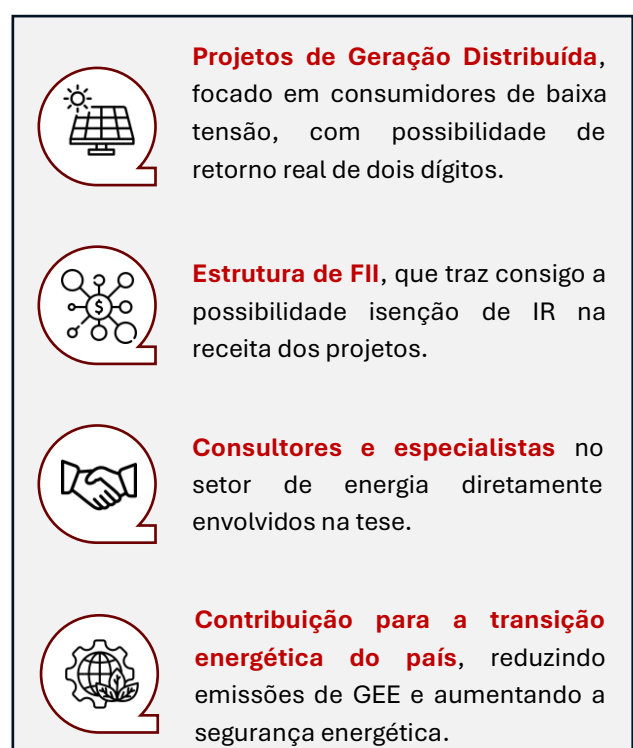 Projetos de Geração Distribuída,
focado em consumidores de baixa
tensão, com possibilidade de
retorno real de dois dígitos.
Estrutura de FII, que traz consigo a
possibilidade isenção de IR na
receita dos projetos.
$
Consultores e especialistas no
setor de energia diretamente
envolvidos na tese.
Contribuição para a transição
energética do país, reduzindo
emissões de GEE e aumentando a
segurança energética.